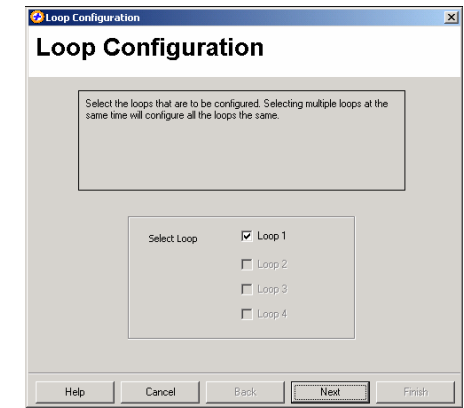 Loop Configuration
Loop Configuration
Select the loops that are to be configured. Selecting multiple loops at the
same time will configure all the loops the same.
Select Loop
Loop 1
Loop 2
Loop 3
Loop 4
Help Cancel Back Next Finish